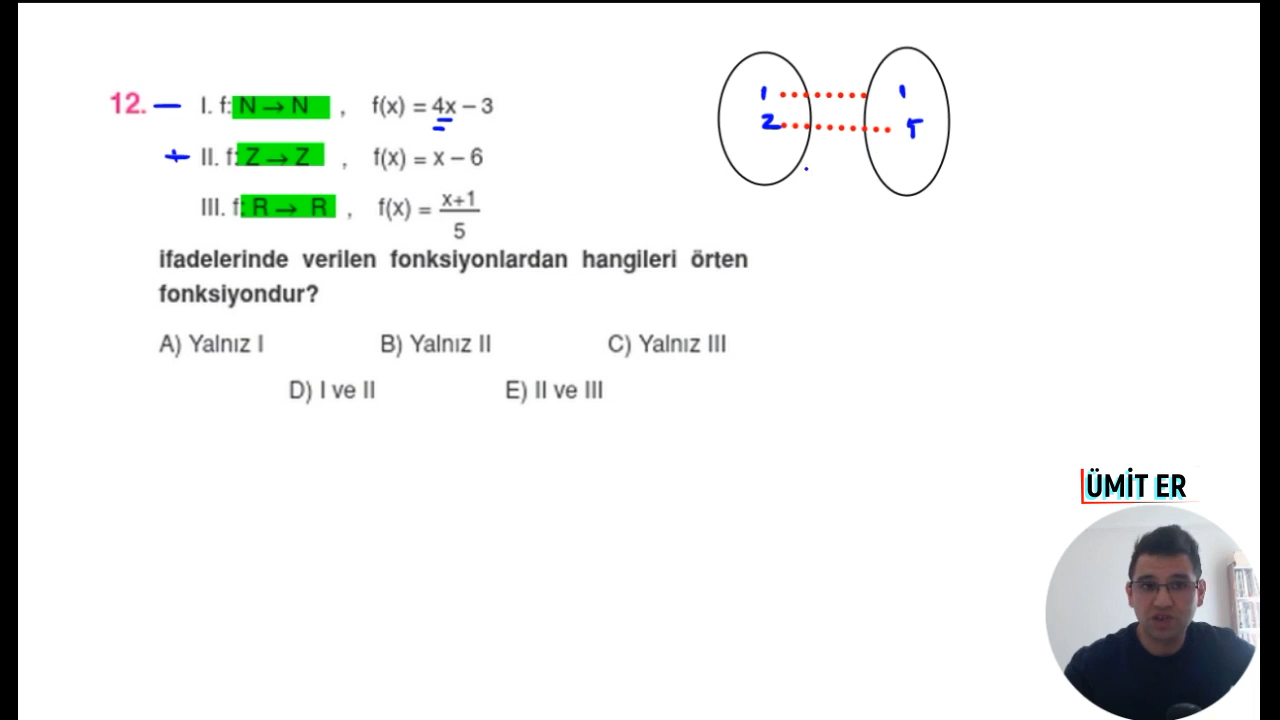 12. – I. f: N → N , f(x) = 4x – 3
+ II. f: Z → Z , f(x) = x – 6
III. f: R → R , f(x) = x+1
5
ifadelerinde verilen fonksiyonlardan hangileri örten
fonksiyondur?
A) Yalnız I B) Yalnız II C) Yalnız III
D) I ve II E) II ve III
1 1
2 5
ÜMİT ER